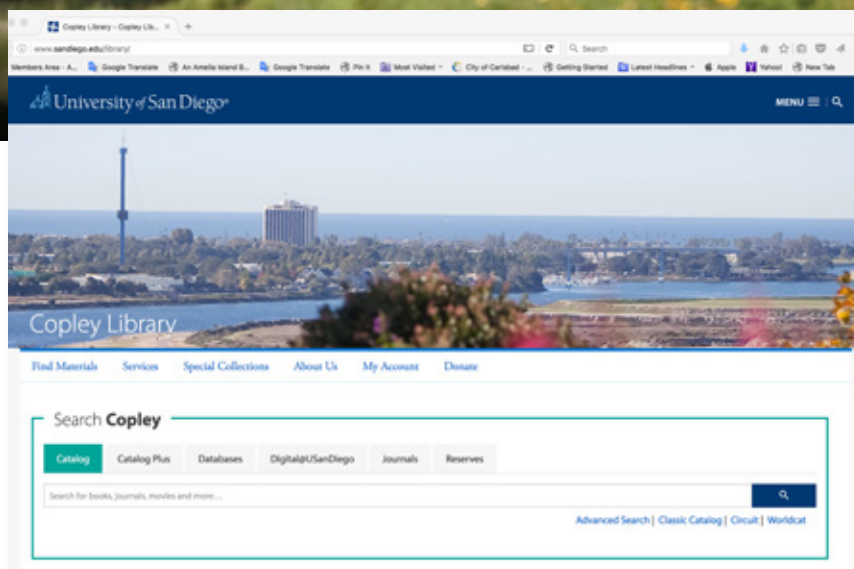 Copley Library - Copley Lib...
www.sandiego.edu/library/
Search
Members Area - A... Google Translate An Amelia Island B... Google Translate Pin It Most Visited City of Carlsbad - ... Getting Started Latest Headlines Apple Yahoo! New Tab
University of San Diego®
MENU
Copley Library
Find Materials Services Special Collections About Us My Account Donate
Search Copley
Catalog Catalog Plus Databases Digital@USanDiego Journals Reserves
Search for books, journals, movies and more...
Advanced Search | Classic Catalog | Circuit | Worldcat